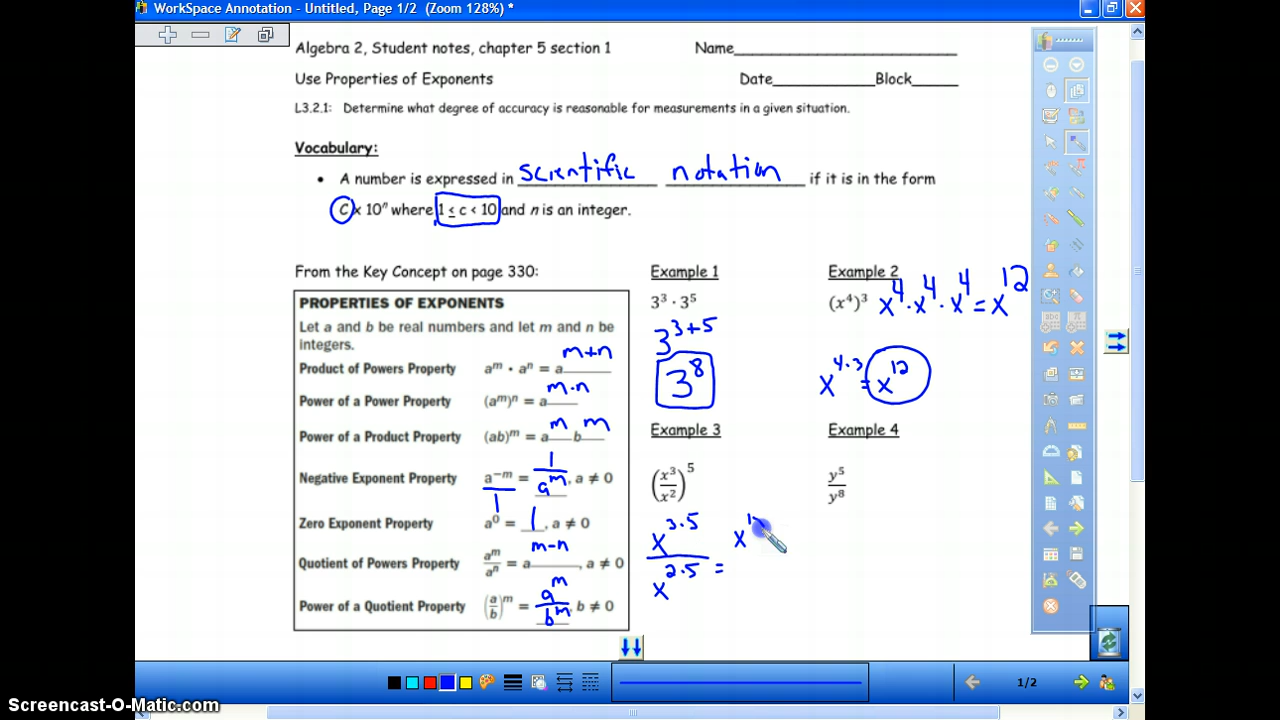 WorkSpace Annotation - Untitled, Page 1/2 (Zoom 128%) *
Algebra 2, Student notes, chapter 5 section 1 Name
Use Properties of Exponents Date Block
L3.2.1: Determine what degree of accuracy is reasonable for measurements in a given situation.
Vocabulary:
• A number is expressed in scientific notation if it is in the form
C x 10ⁿ where 1 ≤ c < 10 and n is an integer.
From the Key Concept on page 330:
PROPERTIES OF EXPONENTS
Let a and b be real numbers and let m and n be
integers.
Product of Powers Property aᵐ · aⁿ = a^(m+n)
Power of a Power Property (aᵐ)ⁿ = a^(m·n)
Power of a Product Property (ab)ᵐ = aᵐ bᵐ
Negative Exponent Property a⁻ᵐ/1 = 1/aᵐ, a ≠ 0
Zero Exponent Property a⁰ = 1, a ≠ 0
Quotient of Powers Property aᵐ/aⁿ = a^(m-n), a ≠ 0
Power of a Quotient Property (a/b)ᵐ = aᵐ/bᵐ, b ≠ 0
Example 1
3³ · 3⁵
3^(3+5)
3⁸
Example 2
(x⁴)³ x⁴ · x⁴ · x⁴ = x¹²
x^(4·3) = x¹²
Example 3
(x³/x²)⁵
x^(3·5)/x^(2·5) = x
Example 4
y⁵/y⁸
1/2
Screencast-O-Matic.com